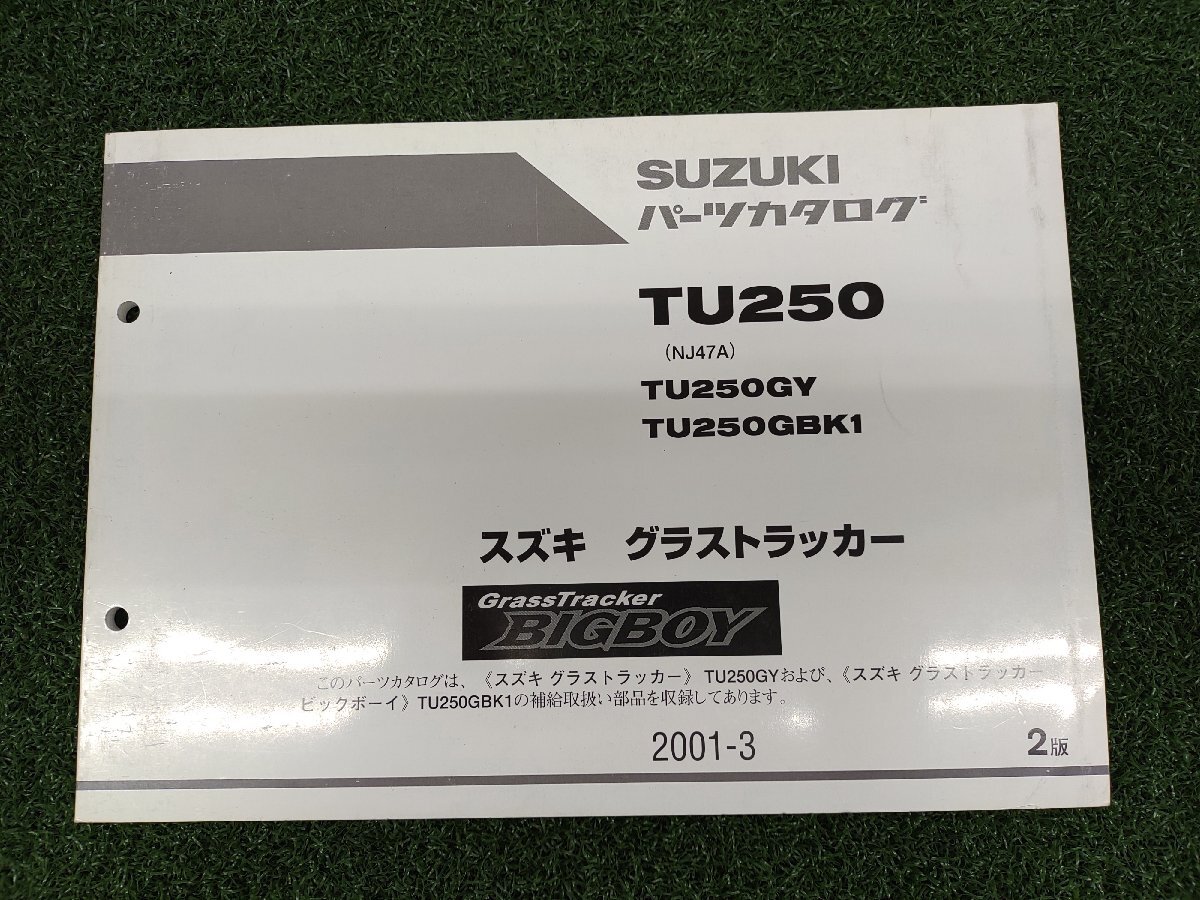 SUZUKI
パーツカタログ
TU250
(NJ47A)
TU250GY
TU250GBK1
スズキ グラストラッカー
GrassTracker
BIGBOY
このパーツカタログは、《スズキ グラストラッカー》 TU250GYおよび、《スズキ グラストラッカー
ビックボーイ》TU250GBK1の補給取扱い部品を収録してあります。
2001-3
2版